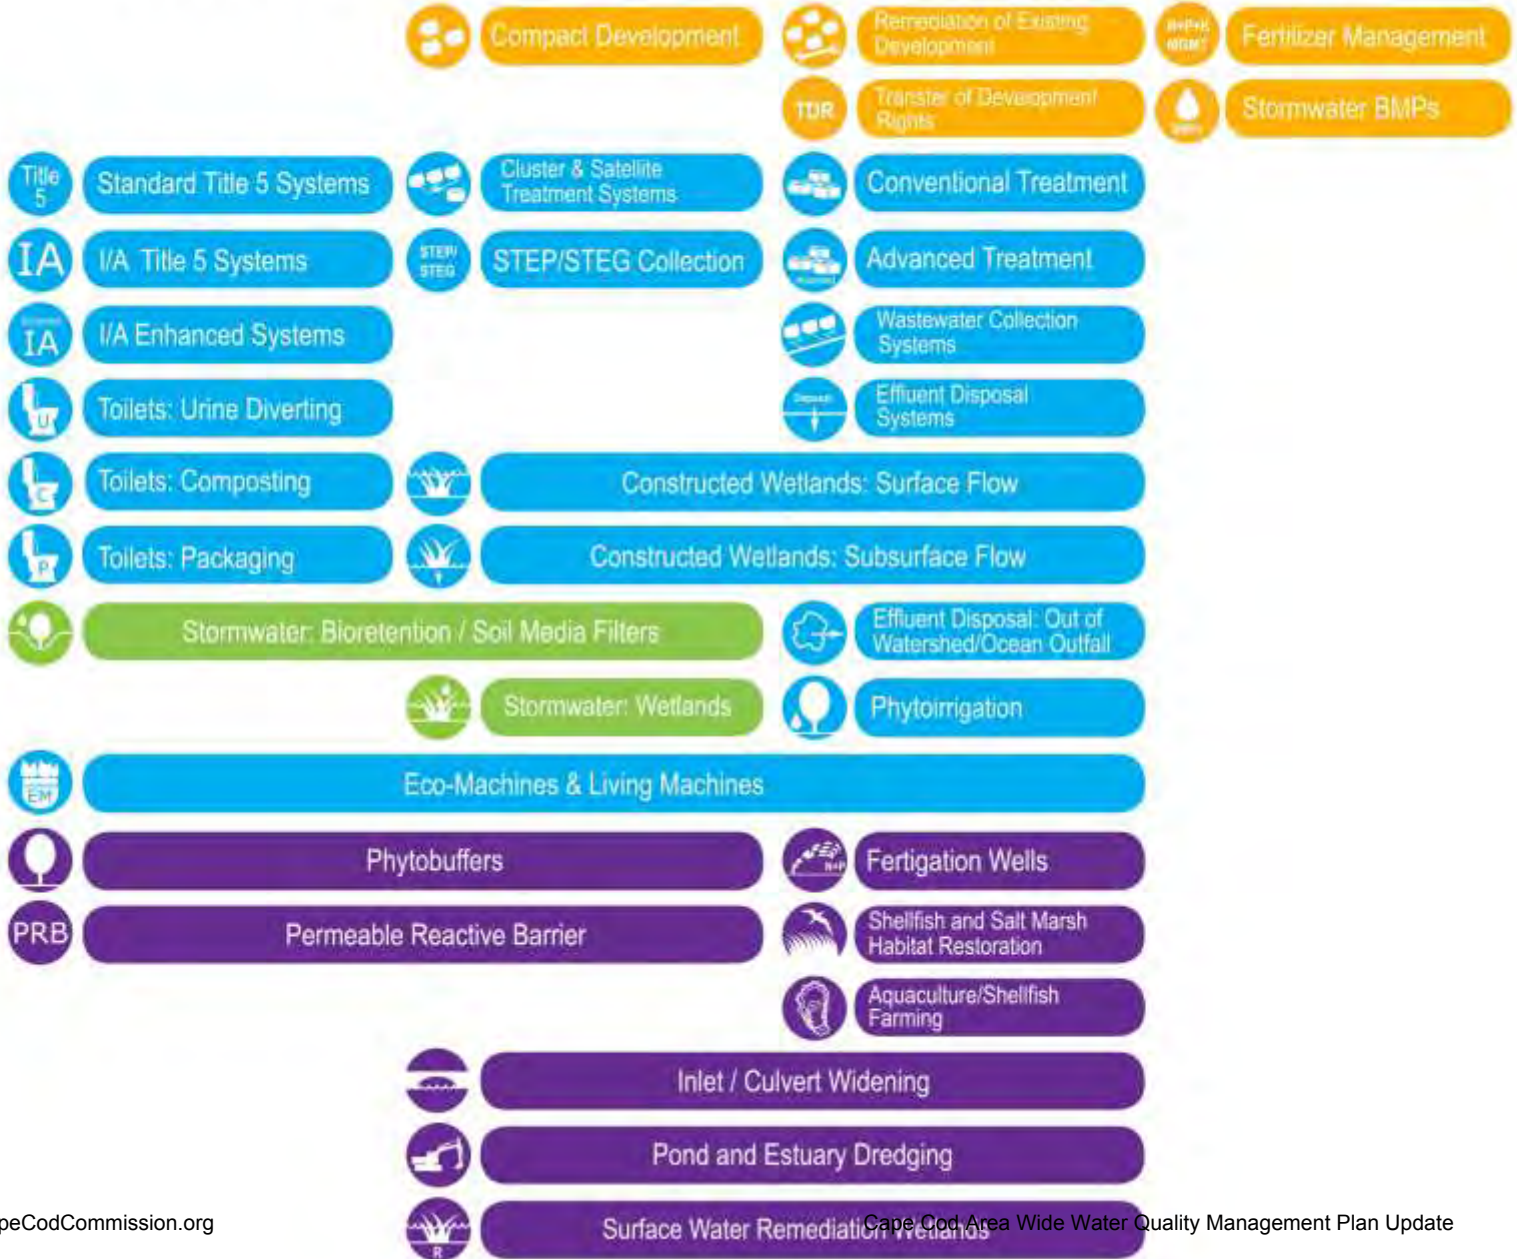 Compact Development
Remediation of Existing
Development
N+P+K
MGMT
Fertilizer Management
TDR
Transfer of Development
Rights
Stormwater BMPs
Title
5
Standard Title 5 Systems
Cluster & Satellite
Treatment Systems
Conventional Treatment
IA
I/A Title 5 Systems
STEP/
STEG
STEP/STEG Collection
Advanced Treatment
IA
I/A Enhanced Systems
Wastewater Collection
Systems
U
Toilets: Urine Diverting
Disposal
Effluent Disposal
Systems
C
Toilets: Composting
Constructed Wetlands: Surface Flow
P
Toilets: Packaging
Constructed Wetlands: Subsurface Flow
Stormwater: Bioretention / Soil Media Filters
Effluent Disposal: Out of
Watershed/Ocean Outfall
Stormwater: Wetlands
Phytoirrigation
EM
Eco-Machines & Living Machines
Phytobuffers
N+P
Fertigation Wells
PRB
Permeable Reactive Barrier
Shellfish and Salt Marsh
Habitat Restoration
Aquaculture/Shellfish
Farming
Inlet / Culvert Widening
Pond and Estuary Dredging
R
Surface Water Remediation Wetlands
peCodCommission.org
Cape Cod Area Wide Water Quality Management Plan Update